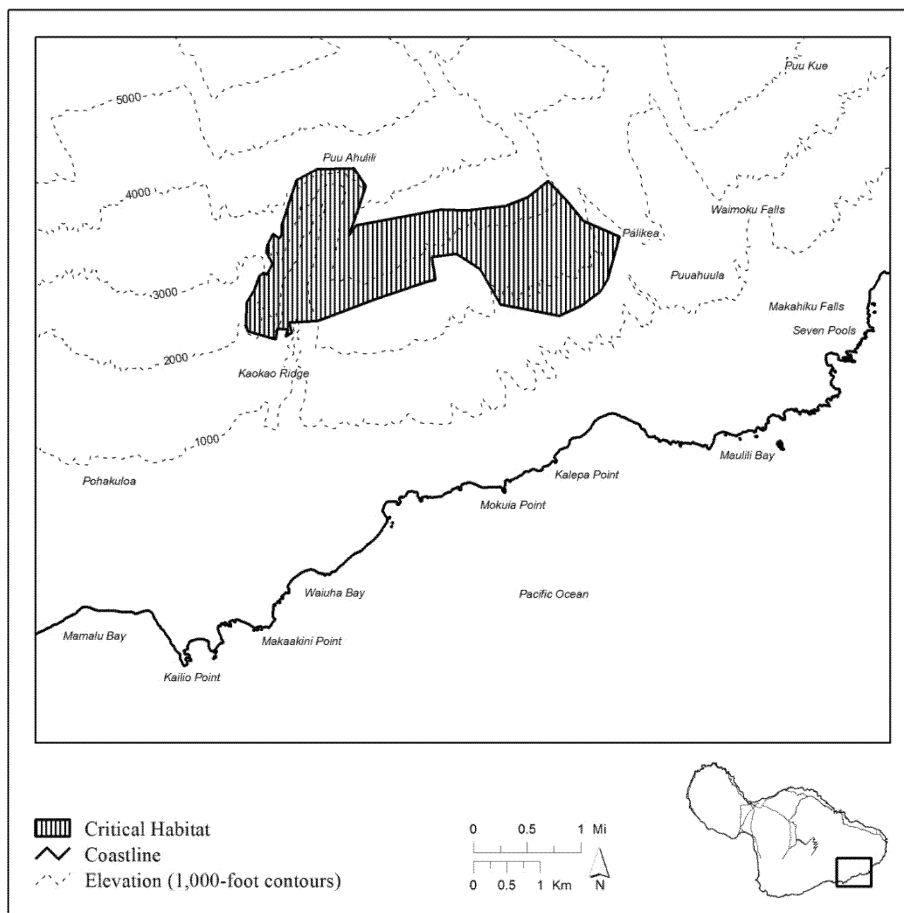 Puu Kue
5000
Puu Ahulili
4000
Waimoku Falls
Palikea
Puuahuula
3000
Makahiku Falls
Seven Pools
2000
Kaokao Ridge
1000
Maulili Bay
Pohakuloa
Kalepa Point
Mokuia Point
Waiuha Bay
Pacific Ocean
Mamalu Bay
Makaakini Point
Kailio Point
Critical Habitat
Coastline
Elevation (1,000-foot contours)
0 0.5 1 Mi
0 0.5 1 Km
N